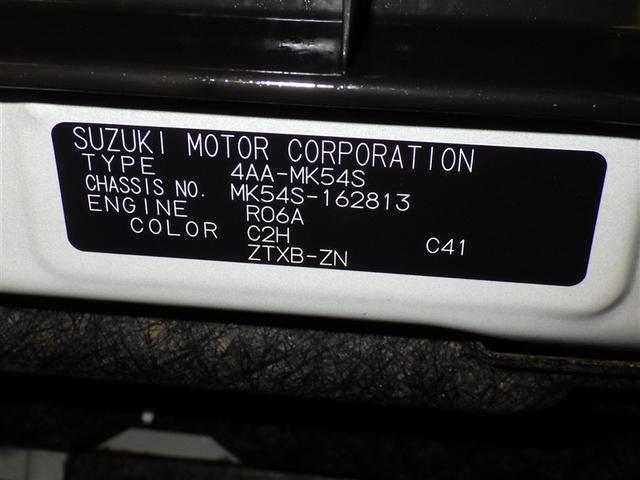 SUZUKI MOTOR CORPORATION
TYPE 4AA-MK54S
CHASSIS NO. MK54S-162813
ENGINE R06A
COLOR C2H C41
ZTXB-ZN